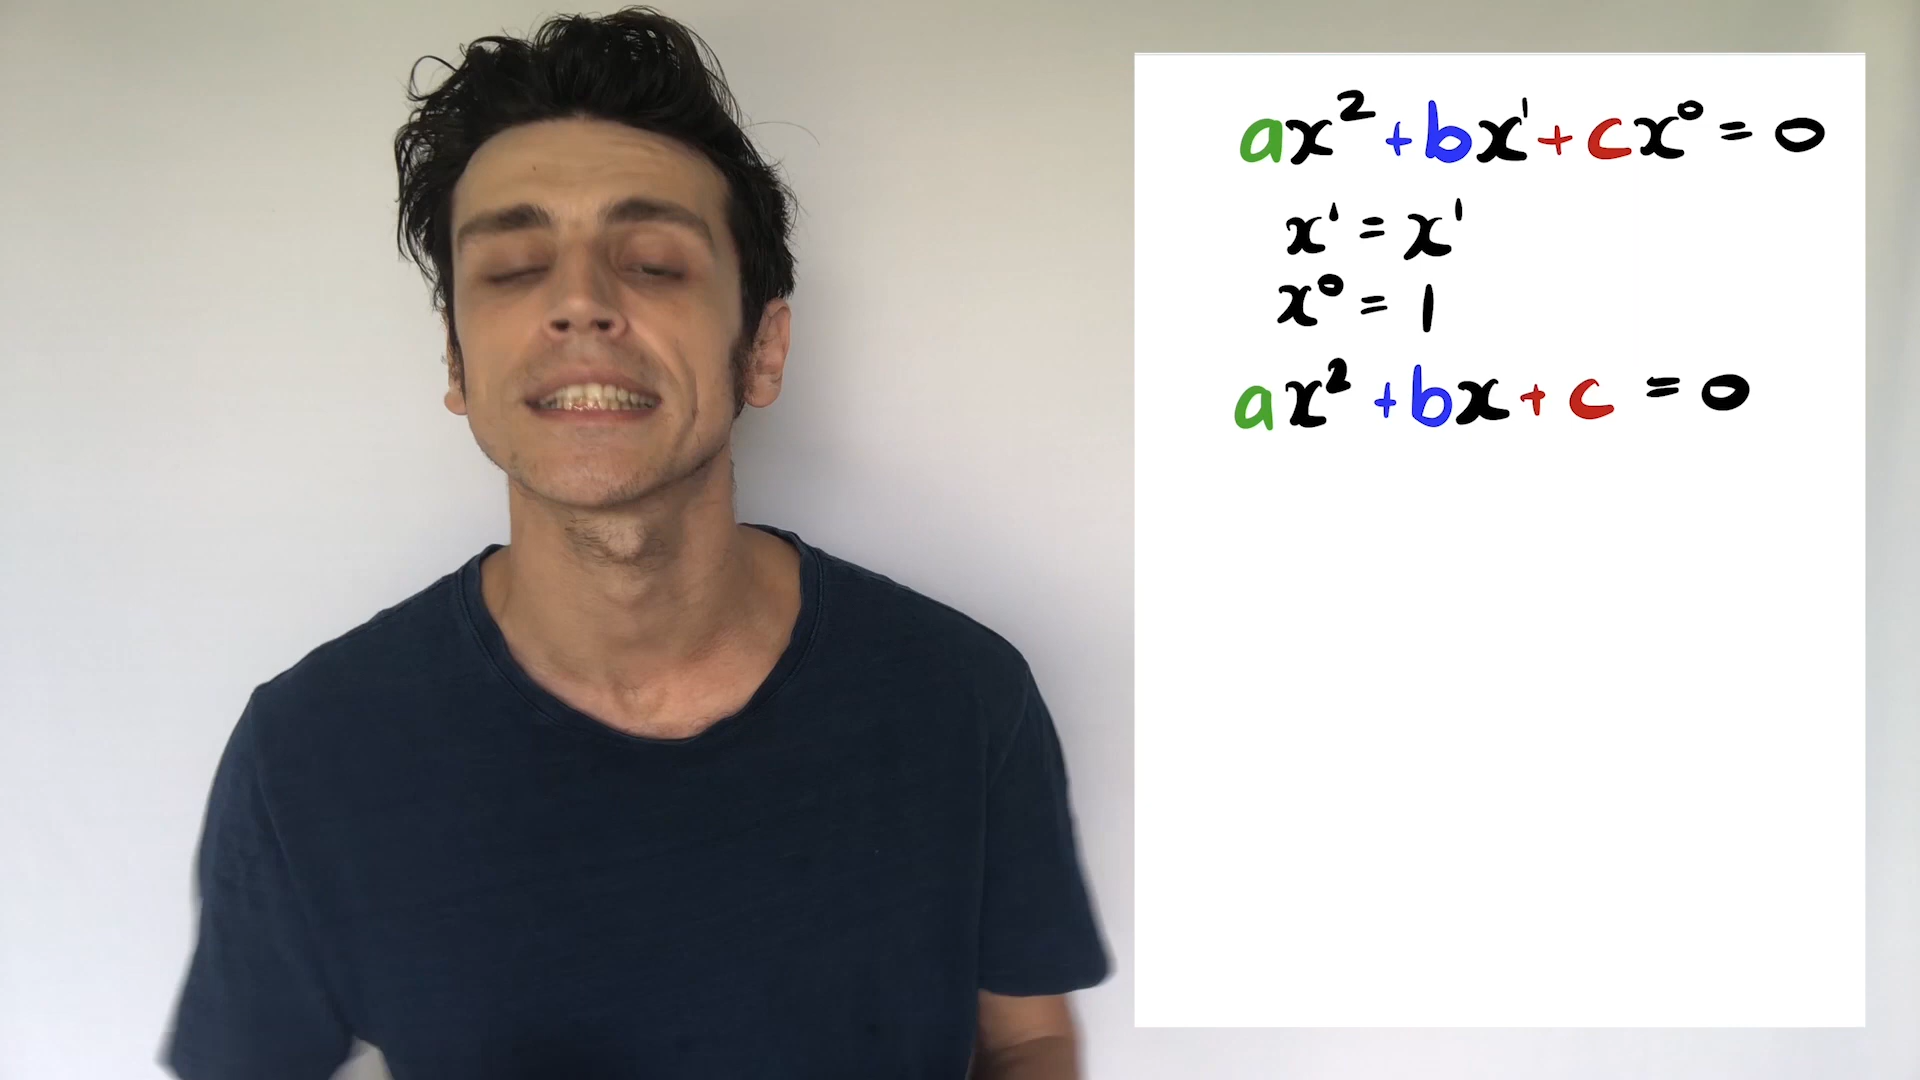 ax² + bx¹ + cx⁰ = 0
x¹ = x¹
x⁰ = 1
ax² + bx + c = 0